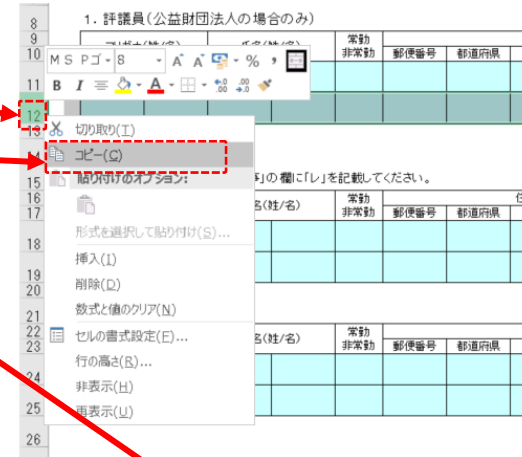 8 1. 評議員(公益財団法人の場合のみ)
9 常勤
10 非常勤 郵便番号 都道府県
MS Pゴ 8 A A % ,
11 B I A .00 .00
12
13 切り取り(T)
14 コピー(C)
15 貼り付けのオプション: の欄に「レ」を記載してください。
16 常勤
17 名(姓/名) 非常勤 郵便番号 都道府県
形式を選択して貼り付け(S)...
18
挿入(I)
19 削除(D)
20
数式と値のクリア(N)
21
22 セルの書式設定(F)... 名(姓/名) 常勤
23 非常勤 郵便番号 都道府県
行の高さ(R)...
24
非表示(H)
25 再表示(U)
26